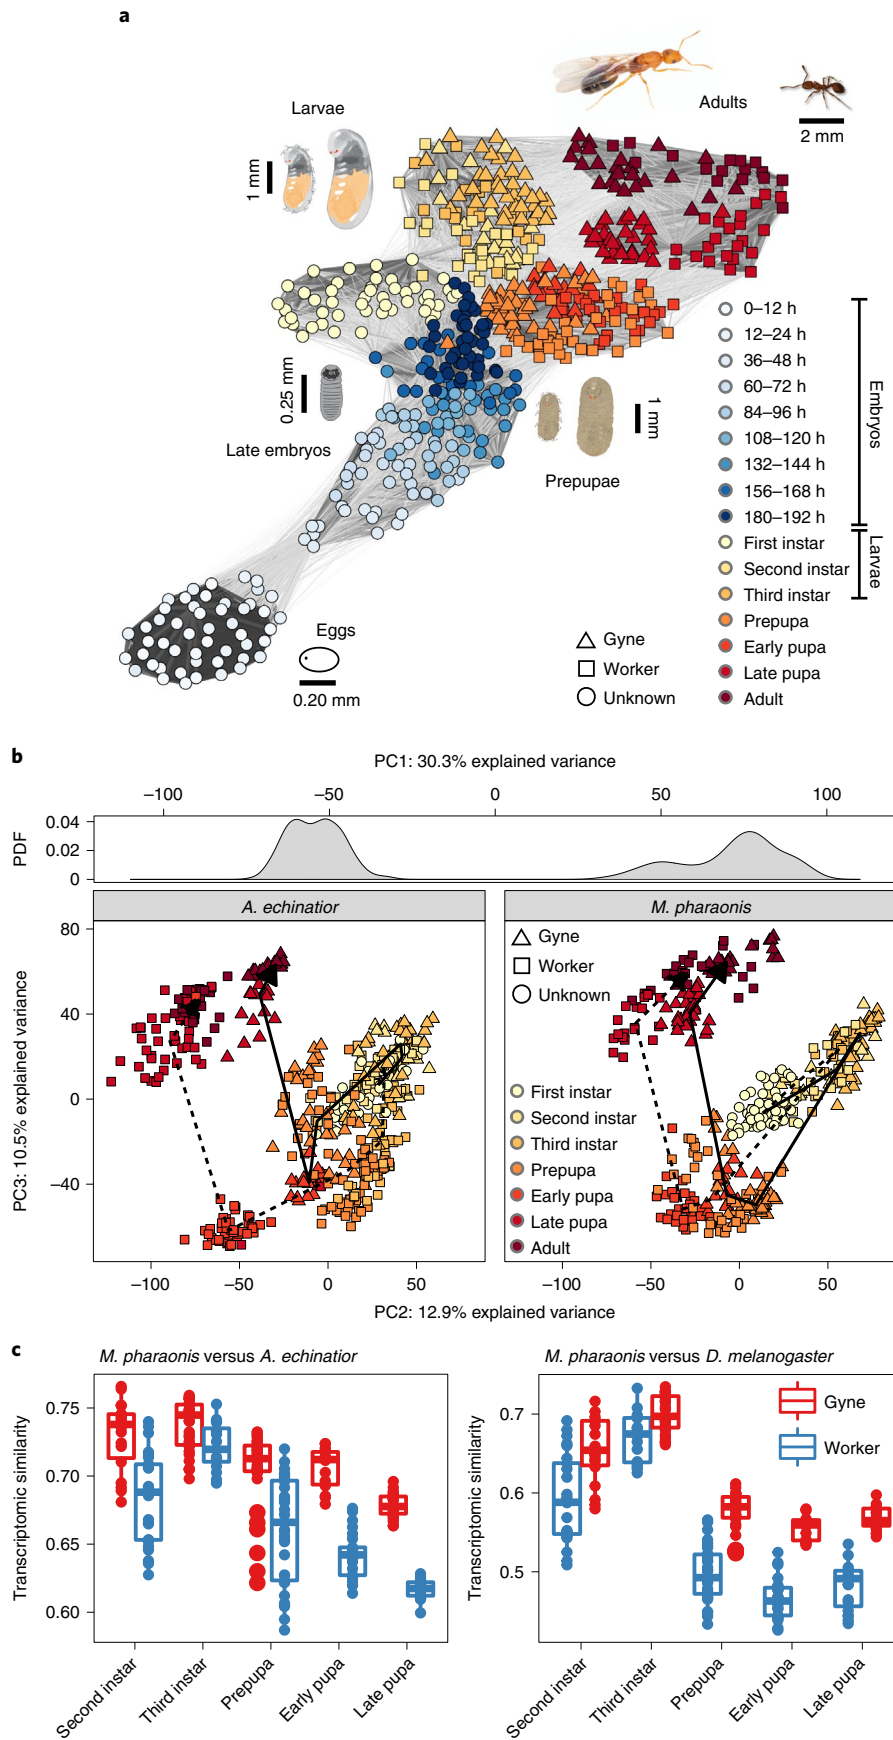 a
Larvae
Adults
2 mm
1 mm
0.25 mm
Late embryos
1 mm
Prepupae
Eggs
0.20 mm
Gyne
Worker
Unknown
0–12 h
12–24 h
36–48 h
60–72 h
84–96 h
108–120 h
132–144 h
156–168 h
180–192 h
First instar
Second instar
Third instar
Prepupa
Early pupa
Late pupa
Adult
Embryos
Larvae
b
PC1: 30.3% explained variance
–100 –50 0 50 100
PDF
0.04
0.02
0
A. echinatior
M. pharaonis
PC3: 10.5% explained variance
80
40
0
–40
Gyne
Worker
Unknown
First instar
Second instar
Third instar
Prepupa
Early pupa
Late pupa
Adult
–100 –50 0 50
–100 –50 0 50
PC2: 12.9% explained variance
c
M. pharaonis versus A. echinatior
Transcriptomic similarity
0.75
0.70
0.65
0.60
Second instar
Third instar
Prepupa
Early pupa
Late pupa
M. pharaonis versus D. melanogaster
Transcriptomic similarity
0.7
0.6
0.5
Gyne
Worker
Second instar
Third instar
Prepupa
Early pupa
Late pupa